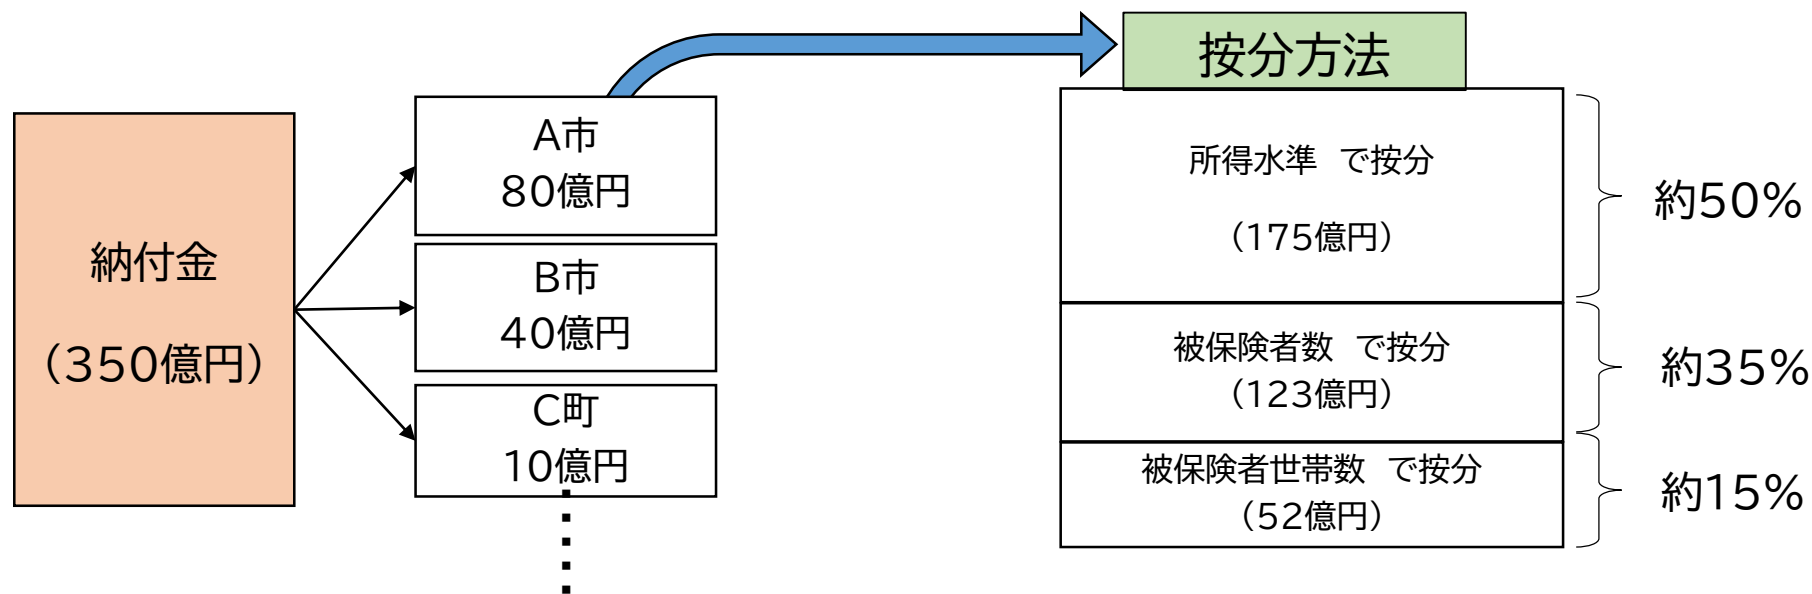 納付金
（350億円）
A市
80億円
B市
40億円
C町
10億円
按分方法
所得水準　で按分
（175億円）
約50%
被保険者数　で按分
（123億円）
約35%
被保険者世帯数　で按分
（52億円）
約15%